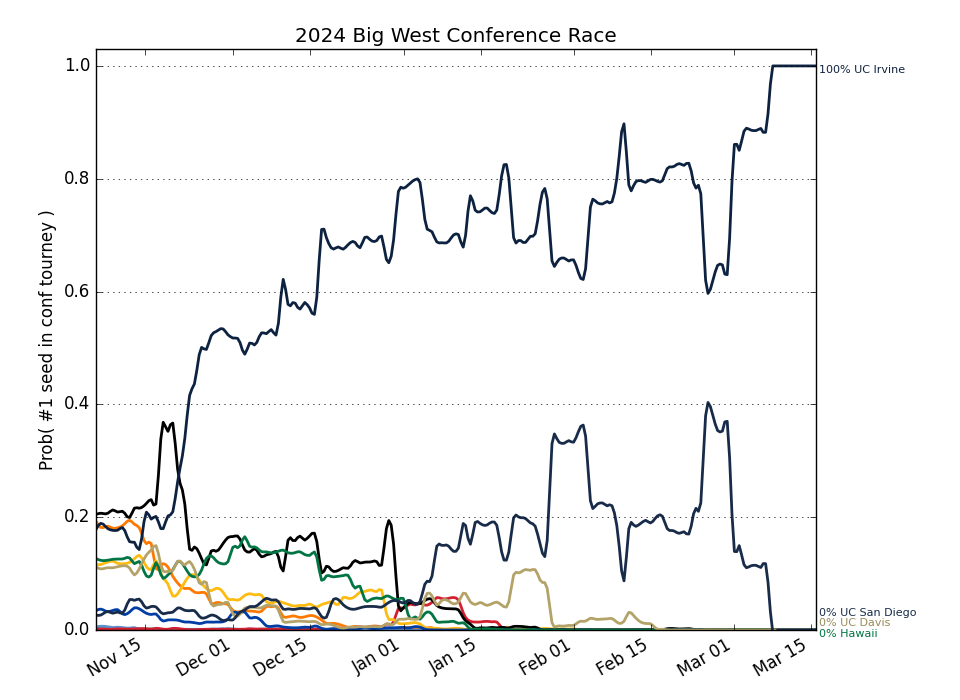 2024 Big West Conference Race
Prob( #1 seed in conf tourney )
1.0
0.8
0.6
0.4
0.2
0.0
Nov 15
Dec 01
Dec 15
Jan 01
Jan 15
Feb 01
Feb 15
Mar 01
Mar 15
100% UC Irvine
0% UC San Diego
0% UC Davis
0% Hawaii